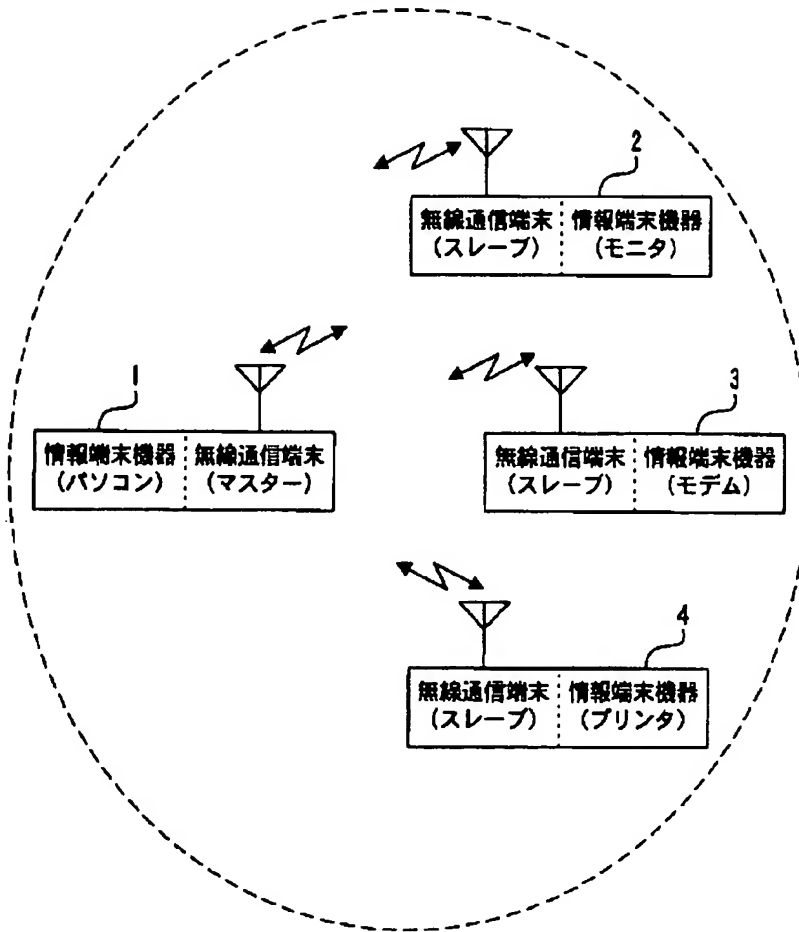 2
無線通信端末 情報端末機器
(スレーブ) (モニタ)
1
情報端末機器 無線通信端末
(パソコン) (マスター)
3
無線通信端末 情報端末機器
(スレーブ) (モデム)
4
無線通信端末 情報端末機器
(スレーブ) (プリンタ)